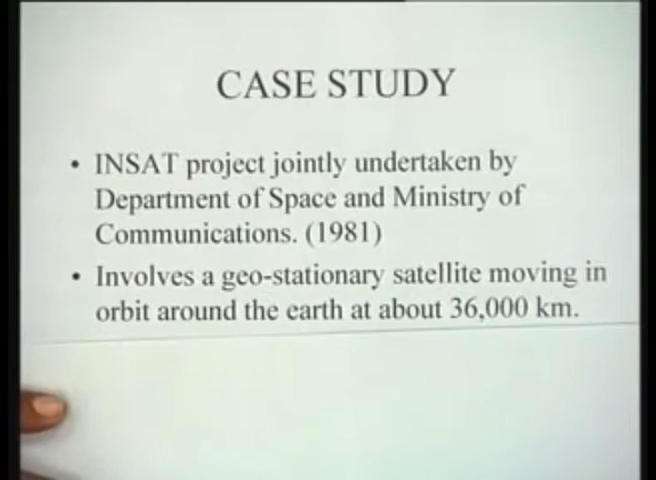 CASE STUDY
• INSAT project jointly undertaken by
Department of Space and Ministry of
Communications. (1981)
• Involves a geo-stationary satellite moving in
orbit around the earth at about 36,000 km.